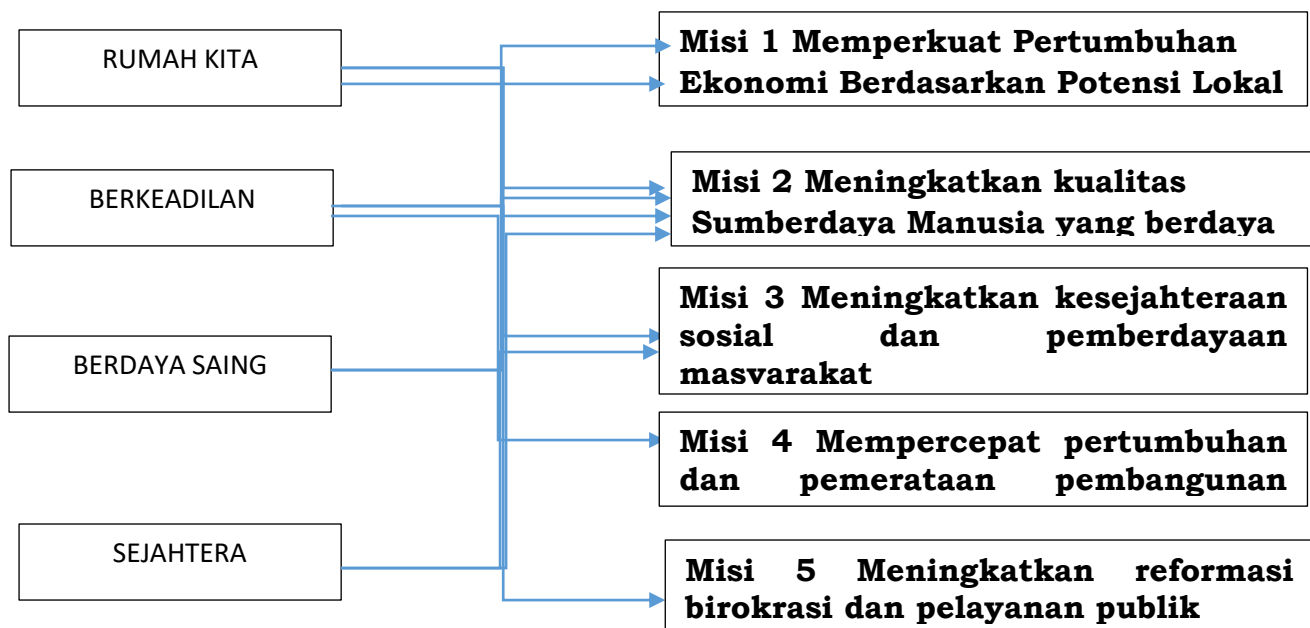 RUMAH KITA
Misi 1 Memperkuat Pertumbuhan
Ekonomi Berdasarkan Potensi Lokal
BERKEADILAN
Misi 2 Meningkatkan kualitas
Sumberdaya Manusia yang berdaya
BERDAYA SAING
Misi 3 Meningkatkan kesejahteraan
sosial dan pemberdayaan
masyarakat
Misi 4 Mempercepat pertumbuhan
dan pemerataan pembangunan
SEJAHTERA
Misi 5 Meningkatkan reformasi
birokrasi dan pelayanan publik